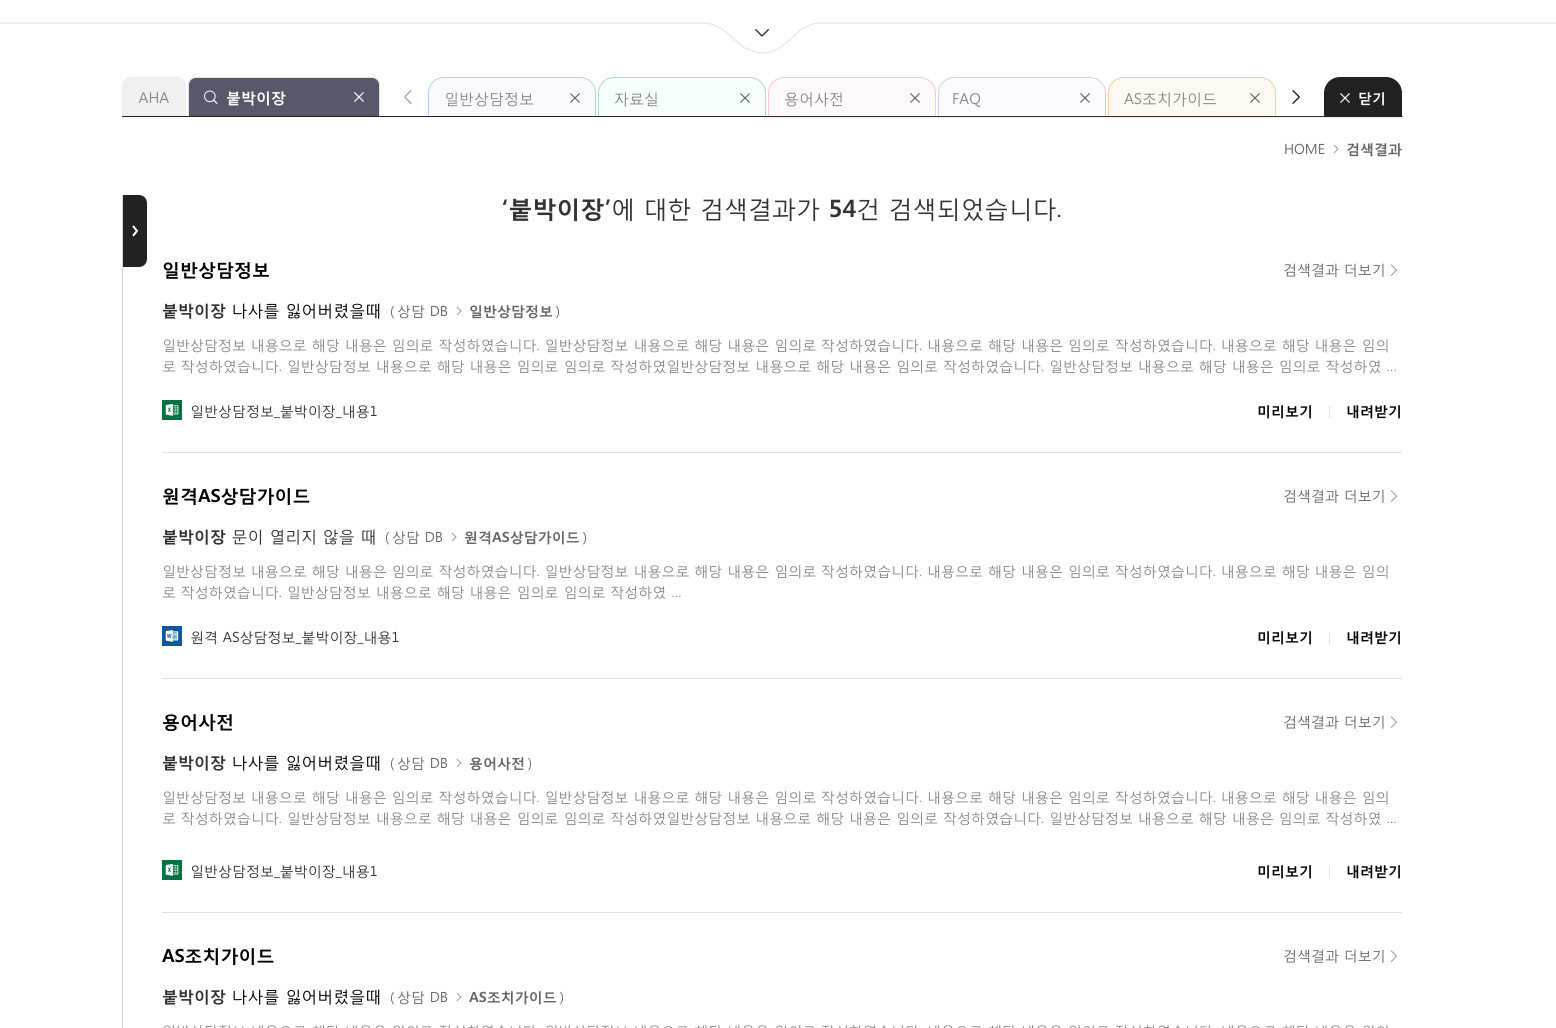 AHA 붙박이장 일반상담정보 자료실 용어사전 FAQ AS조치가이드 닫기
HOME 검색결과
‘붙박이장’에 대한 검색결과가 54건 검색되었습니다.
일반상담정보 검색결과 더보기
붙박이장 나사를 잃어버렸을때 (상담 DB > 일반상담정보)
일반상담정보 내용으로 해당 내용은 임의로 작성하였습니다. 일반상담정보 내용으로 해당 내용은 임의로 작성하였습니다. 내용으로 해당 내용은 임의로 작성하였습니다. 내용으로 해당 내용은 임의
로 작성하였습니다. 일반상담정보 내용으로 해당 내용은 임의로 임의로 작성하였일반상담정보 내용으로 해당 내용은 임의로 작성하였습니다. 일반상담정보 내용으로 해당 내용은 임의로 작성하였 ...
일반상담정보_붙박이장_내용1 미리보기 내려받기
원격AS상담가이드 검색결과 더보기
붙박이장 문이 열리지 않을 때 (상담 DB > 원격AS상담가이드)
일반상담정보 내용으로 해당 내용은 임의로 작성하였습니다. 일반상담정보 내용으로 해당 내용은 임의로 작성하였습니다. 내용으로 해당 내용은 임의로 작성하였습니다. 내용으로 해당 내용은 임의
로 작성하였습니다. 일반상담정보 내용으로 해당 내용은 임의로 임의로 작성하였 ...
원격 AS상담정보_붙박이장_내용1 미리보기 내려받기
용어사전 검색결과 더보기
붙박이장 나사를 잃어버렸을때 (상담 DB > 용어사전)
일반상담정보 내용으로 해당 내용은 임의로 작성하였습니다. 일반상담정보 내용으로 해당 내용은 임의로 작성하였습니다. 내용으로 해당 내용은 임의로 작성하였습니다. 내용으로 해당 내용은 임의
로 작성하였습니다. 일반상담정보 내용으로 해당 내용은 임의로 임의로 작성하였일반상담정보 내용으로 해당 내용은 임의로 작성하였습니다. 일반상담정보 내용으로 해당 내용은 임의로 작성하였 ...
일반상담정보_붙박이장_내용1 미리보기 내려받기
AS조치가이드 검색결과 더보기
붙박이장 나사를 잃어버렸을때 (상담 DB > AS조치가이드)